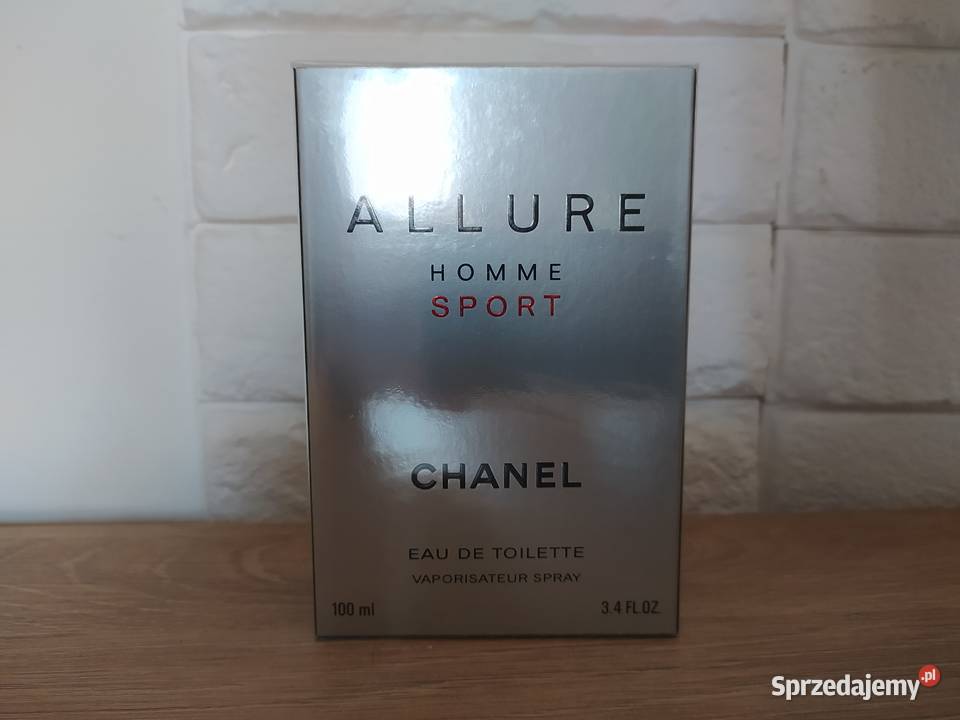 ALLURE
HOMME
SPORT
CHANEL
EAU DE TOILETTE
VAPORISATEUR SPRAY
100 ml 3.4 FL.OZ.
Sprzedajemy.pl